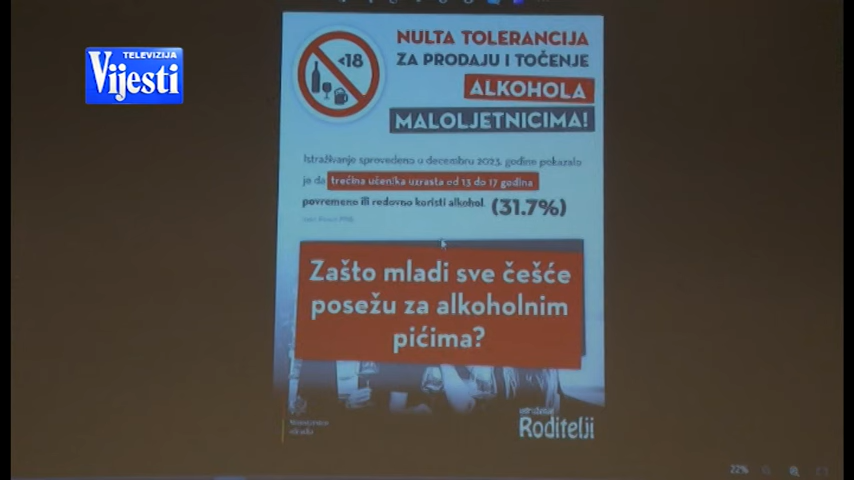 TELEVIZIJA
Vijesti
<18
NULTA TOLERANCIJA
ZA PRODAJU I TOČENJE
ALKOHOLA
MALOLJETNICIMA!
Istraživanje sprovedeno u decembru 2023. godine pokazalo
je da trećina učenika uzrasta od 13 do 17 godina
povremeno ili redovno koristi alkohol. (31.7%)
Zašto mladi sve češće
posežu za alkoholnim
pićima?
udruženje
Roditelji
22%